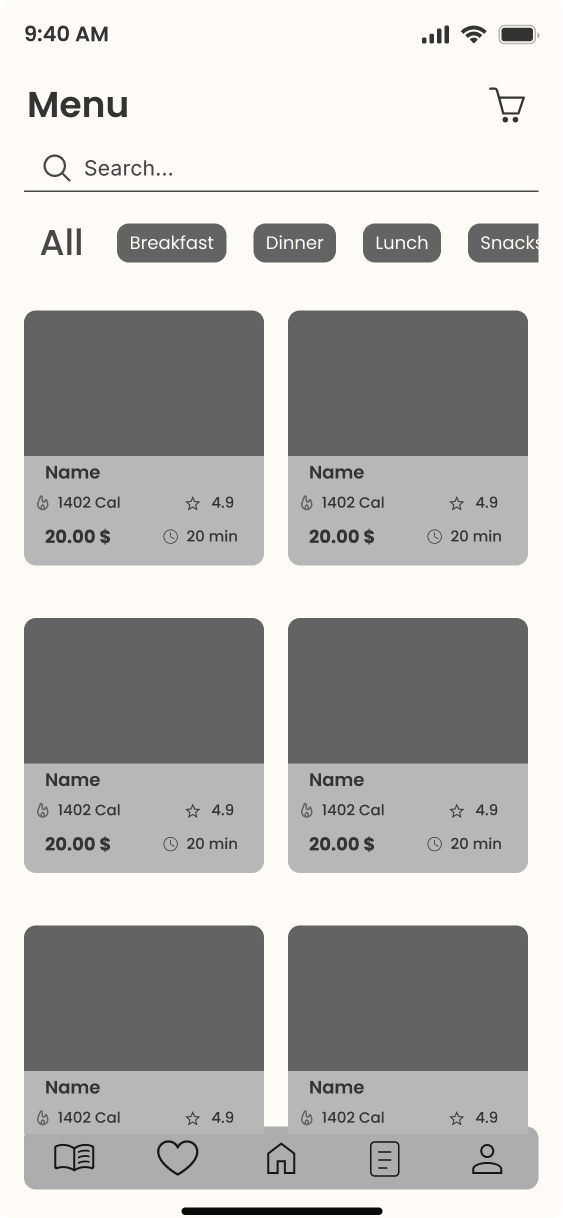 9:40 AM
Menu
Search...
All Breakfast Dinner Lunch Snacks
Name Name
1402 Cal 4.9 1402 Cal 4.9
20.00 $ 20 min 20.00 $ 20 min
Name Name
1402 Cal 4.9 1402 Cal 4.9
20.00 $ 20 min 20.00 $ 20 min
Name Name
1402 Cal 4.9 1402 Cal 4.9